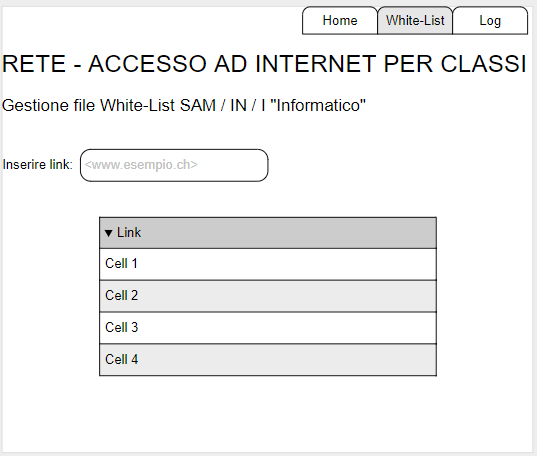 Home White-List Log
RETE - ACCESSO AD INTERNET PER CLASSI
Gestione file White-List SAM / IN / I "Informatico"
Inserire link: <www.esempio.ch>
▼ Link
Cell 1
Cell 2
Cell 3
Cell 4